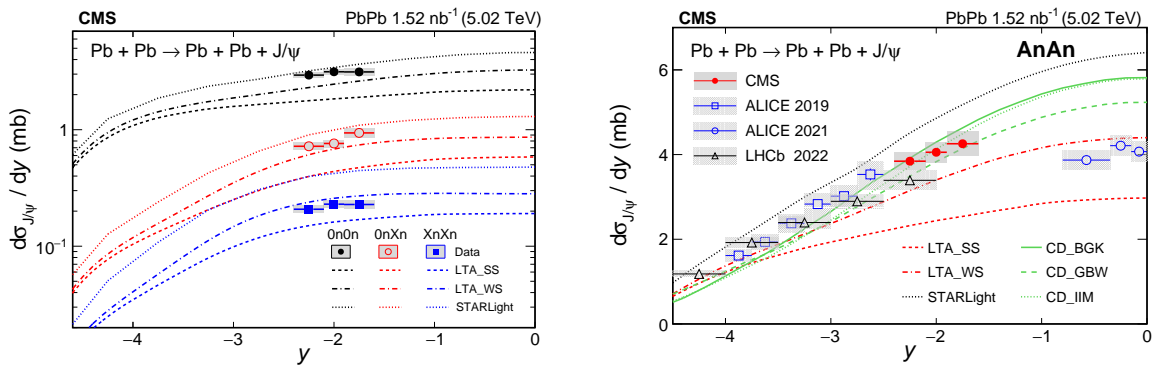 CMS PbPb 1.52 nb⁻¹ (5.02 TeV)
Pb + Pb → Pb + Pb + J/ψ
dσ_J/ψ / dy (mb)
1
10⁻¹
0n0n 0nXn XnXn
Data
LTA_SS
LTA_WS
STARLight
−4 −3 −2 −1 0
y
CMS PbPb 1.52 nb⁻¹ (5.02 TeV)
Pb + Pb → Pb + Pb + J/ψ AnAn
CMS
ALICE 2019
ALICE 2021
LHCb 2022
dσ_J/ψ / dy (mb)
6
4
2
0
LTA_SS CD_BGK
LTA_WS CD_GBW
STARLight CD_IIM
−4 −3 −2 −1 0
y